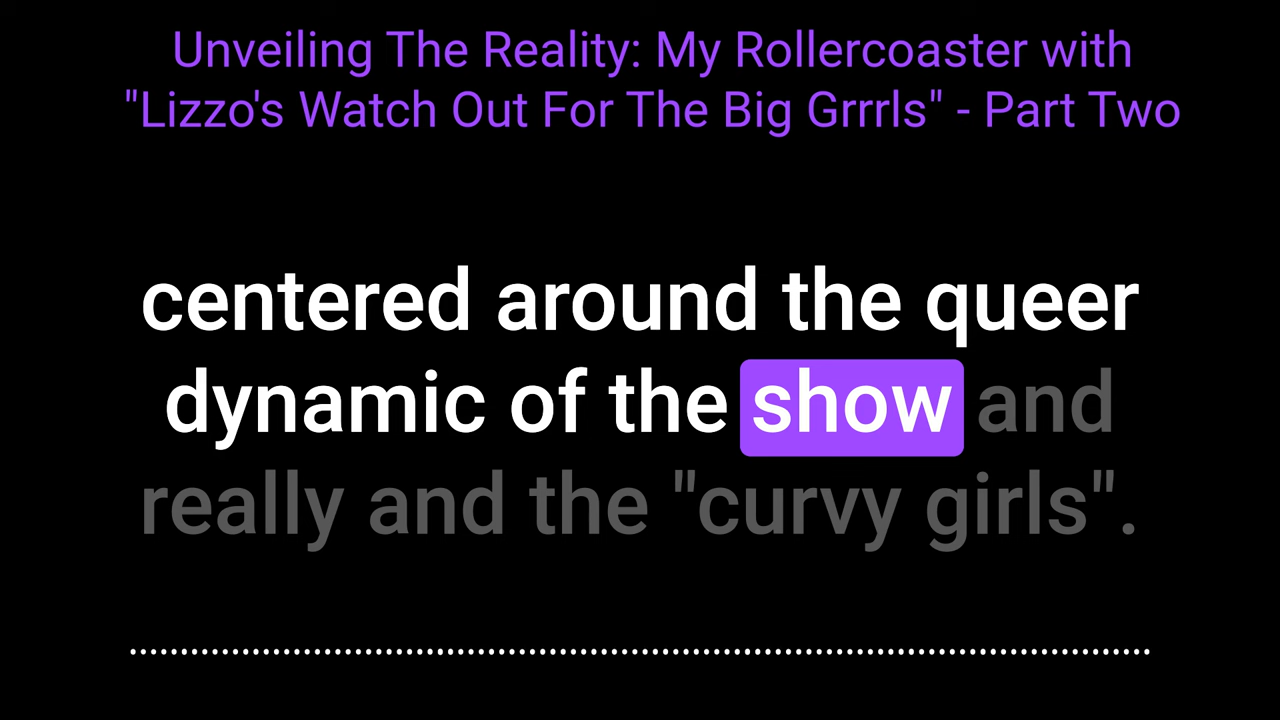 Unveiling The Reality: My Rollercoaster with
"Lizzo's Watch Out For The Big Grrrls" - Part Two
centered around the queer
dynamic of the show and
really and the "curvy girls".